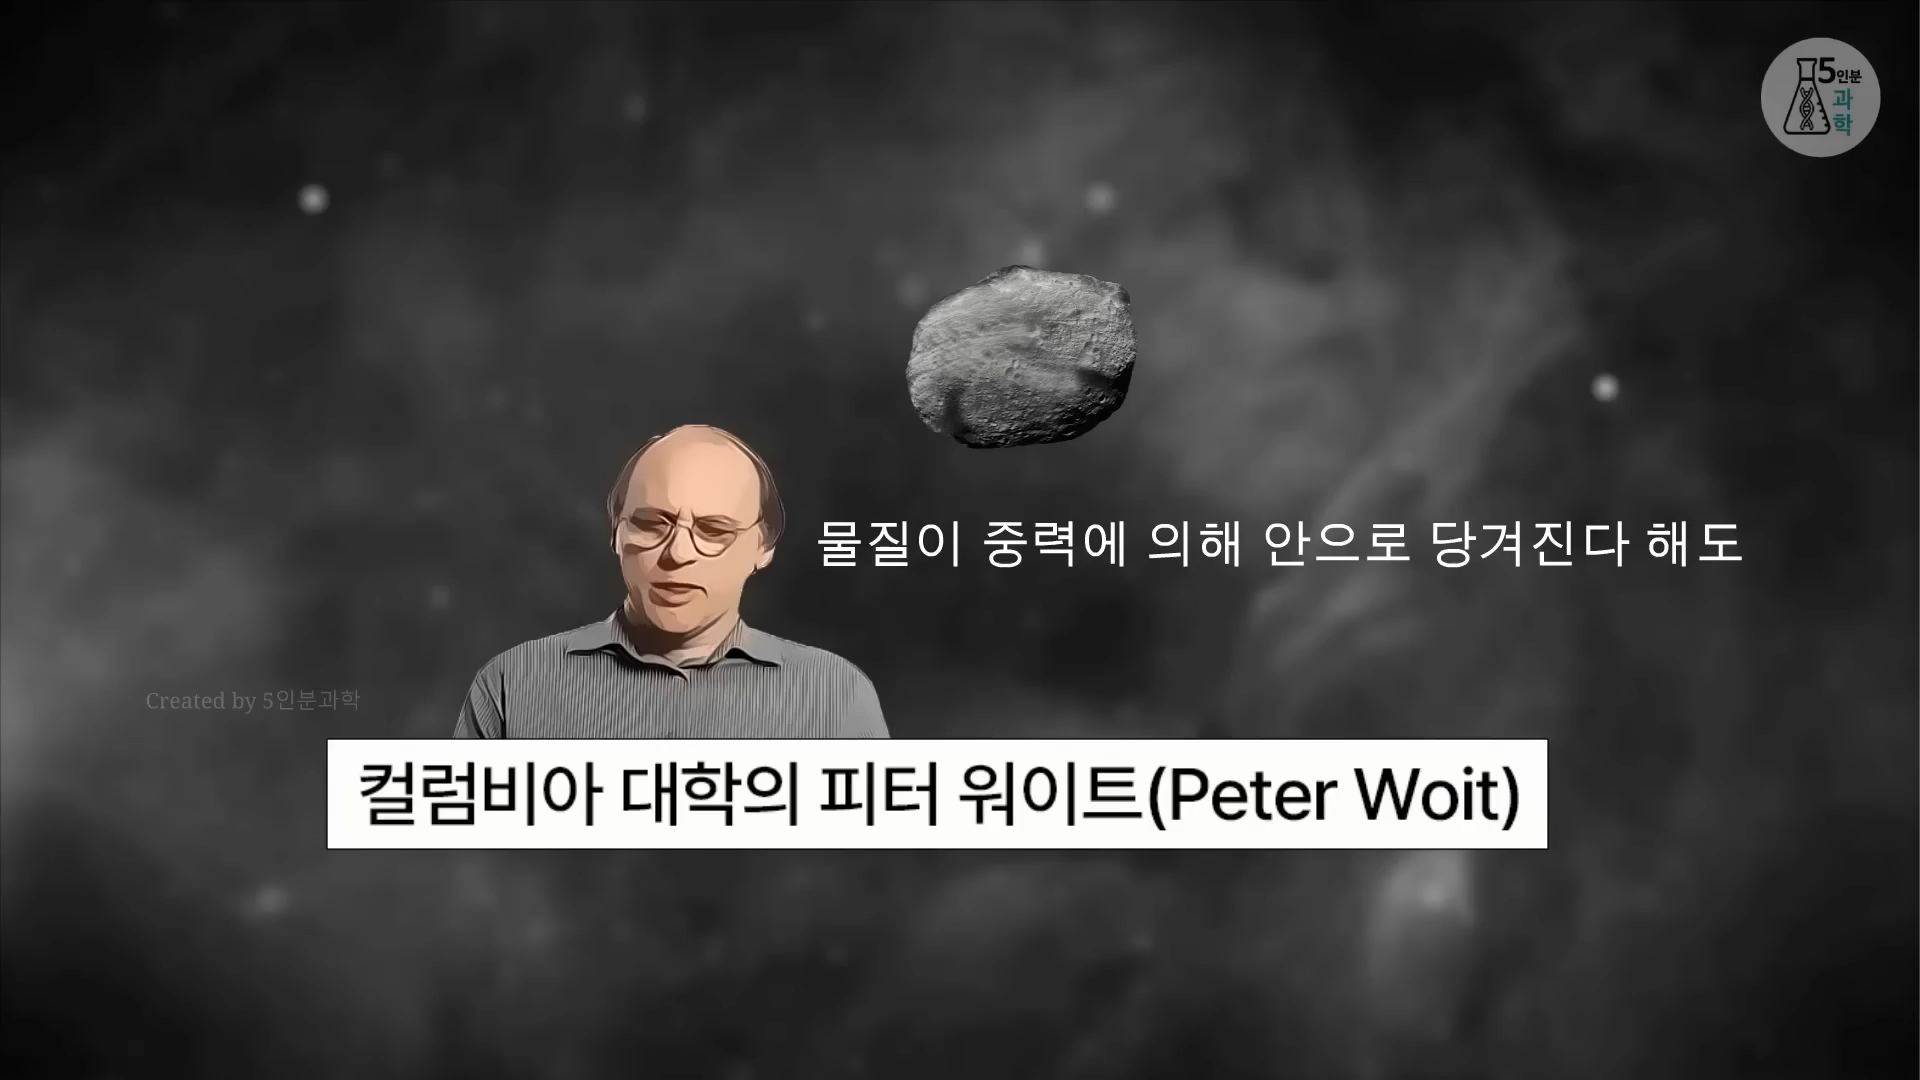 5인분
과
학
물질이 중력에 의해 안으로 당겨진다 해도
Created by 5인분과학
컬럼비아 대학의 피터 워이트(Peter Woit)